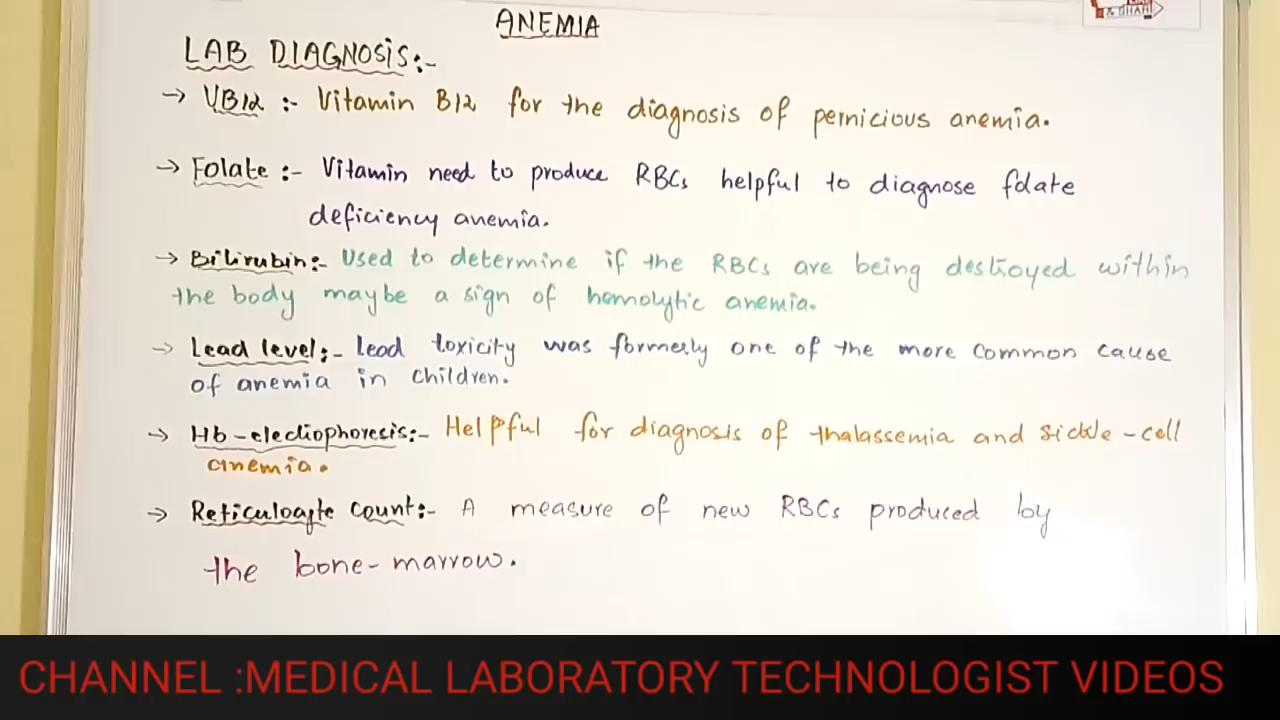 ANEMIA
& DHAN
LAB DIAGNOSIS:-
→ VB12 :- Vitamin B12 for the diagnosis of pernicious anemia.
→ Folate :- Vitamin need to produce RBCs helpful to diagnose folate
deficiency anemia.
→ Bilirubin:- Used to determine if the RBCs are being destroyed within
the body maybe a sign of hemolytic anemia.
→ Lead level:- Lead toxicity was formerly one of the more common cause
of anemia in children.
→ Hb-electrophoresis:- Helpful for diagnosis of thalassemia and sickle-cell
anemia.
→ Reticulocyte count:- A measure of new RBCs produced by
the bone-marrow.
CHANNEL :MEDICAL LABORATORY TECHNOLOGIST VIDEOS